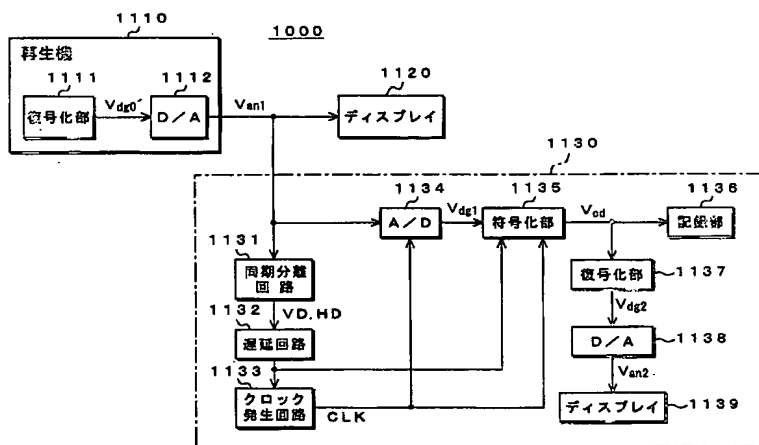 1110
1000
再生機
1111
1112
1120
復号化部
Vdg0
D/A
Van1
ディスプレイ
1130
1134
1135
1136
A/D
Vdg1
符号化部
Vcd
記録部
1131
同期分離
回路
1137
復号化部
VD.HD
1132
Vdg2
遅延回路
D/A
1138
1133
Van2
クロック
発生回路
CLK
ディスプレイ
1139